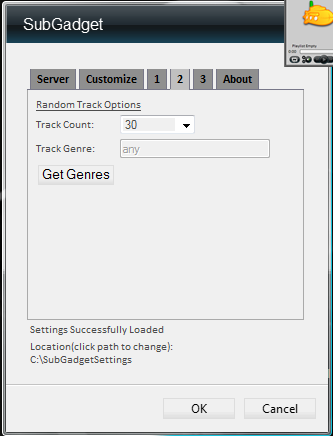 SubGadget
Playlist Empty
0:00
Server Customize 1 2 3 About
Random Track Options
Track Count: 30
Track Genre: any
Get Genres
Settings Successfully Loaded
Location(click path to change):
C:\SubGadgetSettings
OK Cancel